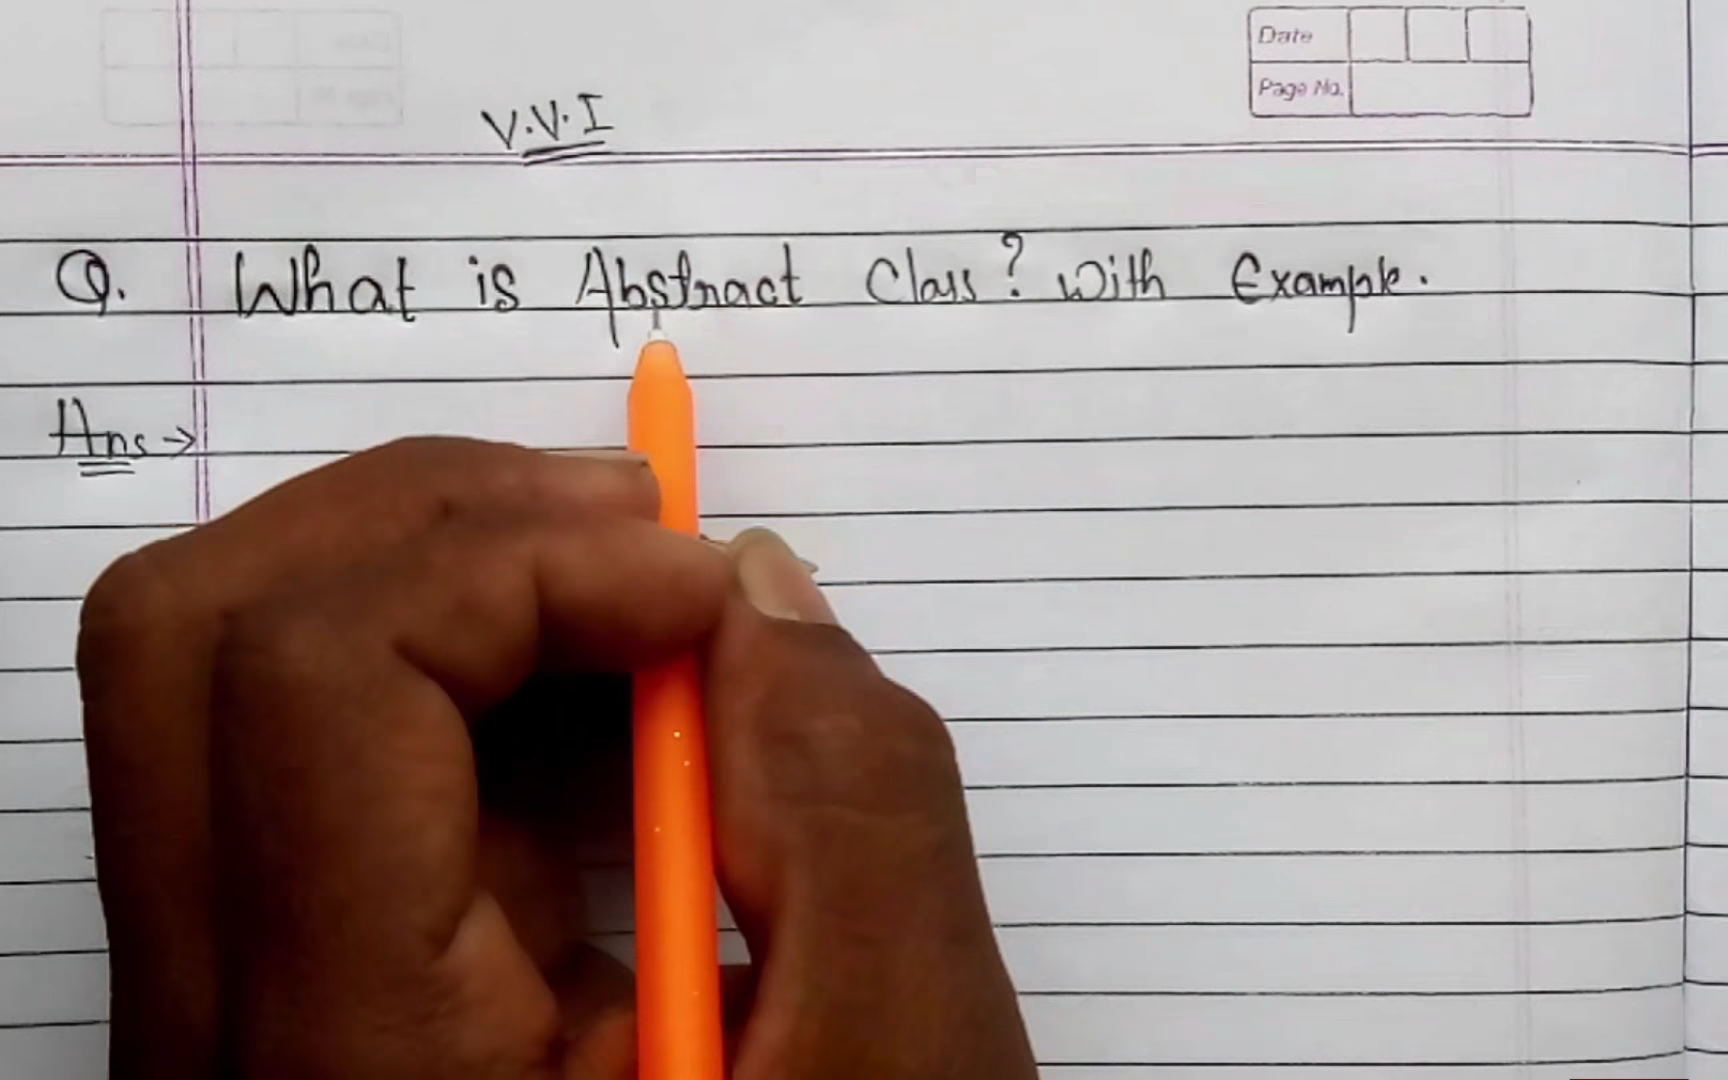 Date
Page No.
V.V.I
Q. What is Abstract Class? With Example.
Ans →